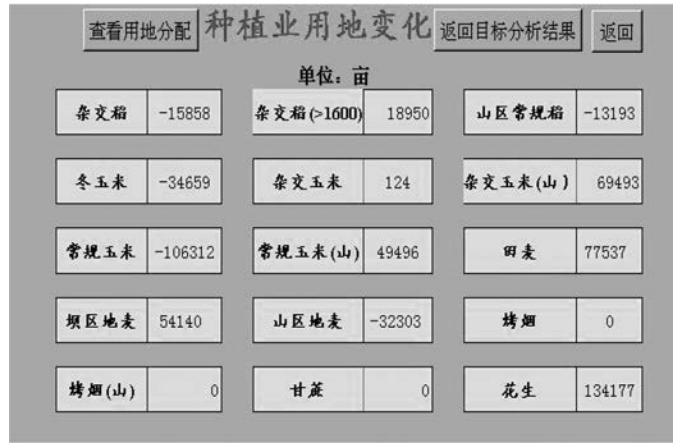 查看用地分配 种植业用地变化 返回目标分析结果 返回
单位：亩
杂交稻 -15858 杂交稻(>1600) 18950 山区常规稻 -13193
冬玉米 -34659 杂交玉米 124 杂交玉米(山) 69493
常规玉米 -106312 常规玉米(山) 49496 田麦 77537
坝区地麦 54140 山区地麦 -32303 烤烟 0
烤烟(山) 0 甘蔗 0 花生 134177